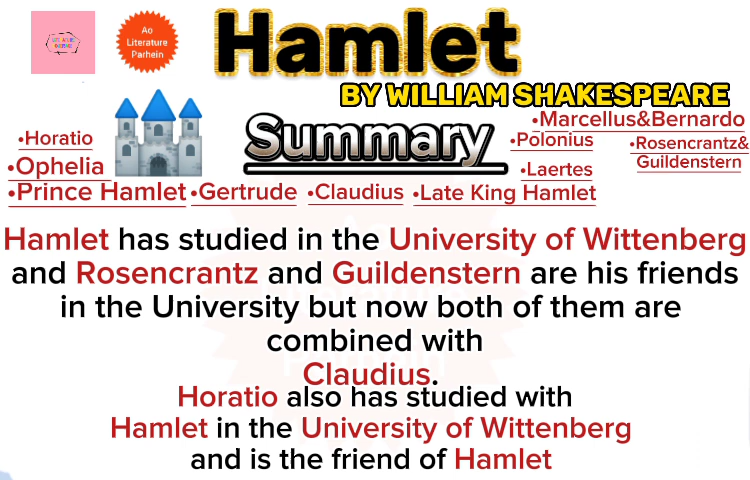 Ao
Literature
Parhein
Hamlet
BY WILLIAM SHAKESPEARE
Summary
•Marcellus&Bernardo
•Horatio
•Polonius
•Rosencrantz&
Guildenstern
•Ophelia
•Laertes
•Prince Hamlet •Gertrude •Claudius •Late King Hamlet
Hamlet has studied in the University of Wittenberg
and Rosencrantz and Guildenstern are his friends
in the University but now both of them are
combined with
Claudius.
Horatio also has studied with
Hamlet in the University of Wittenberg
and is the friend of Hamlet